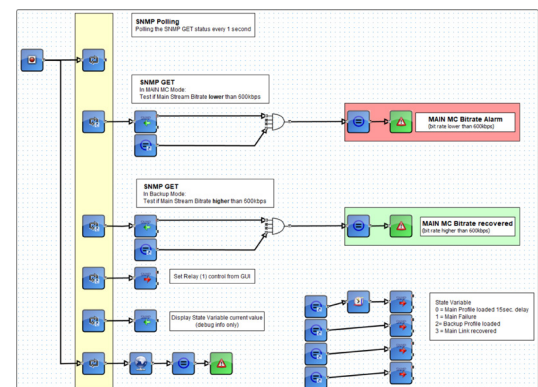 SNMP Polling
Polling the SNMP GET status every 1 second
SNMP GET
In MAIN MC Mode:
Test if Main Stream Bitrate lower than 600kbps
MAIN MC Bitrate Alarm
(bit rate lower than 600kbps)
SNMP GET
In Backup Mode:
Test if Main Stream Bitrate higher than 600kbps
MAIN MC Bitrate recovered
(bit rate higher than 600kbps)
Set Relay (1) control from GUI
Display State Variable current value
(debug info only)
State Variable
0 = Main Profile loaded 15sec. delay
1 = Main Failure
2= Backup Profile loaded
3 = Main Link recovered